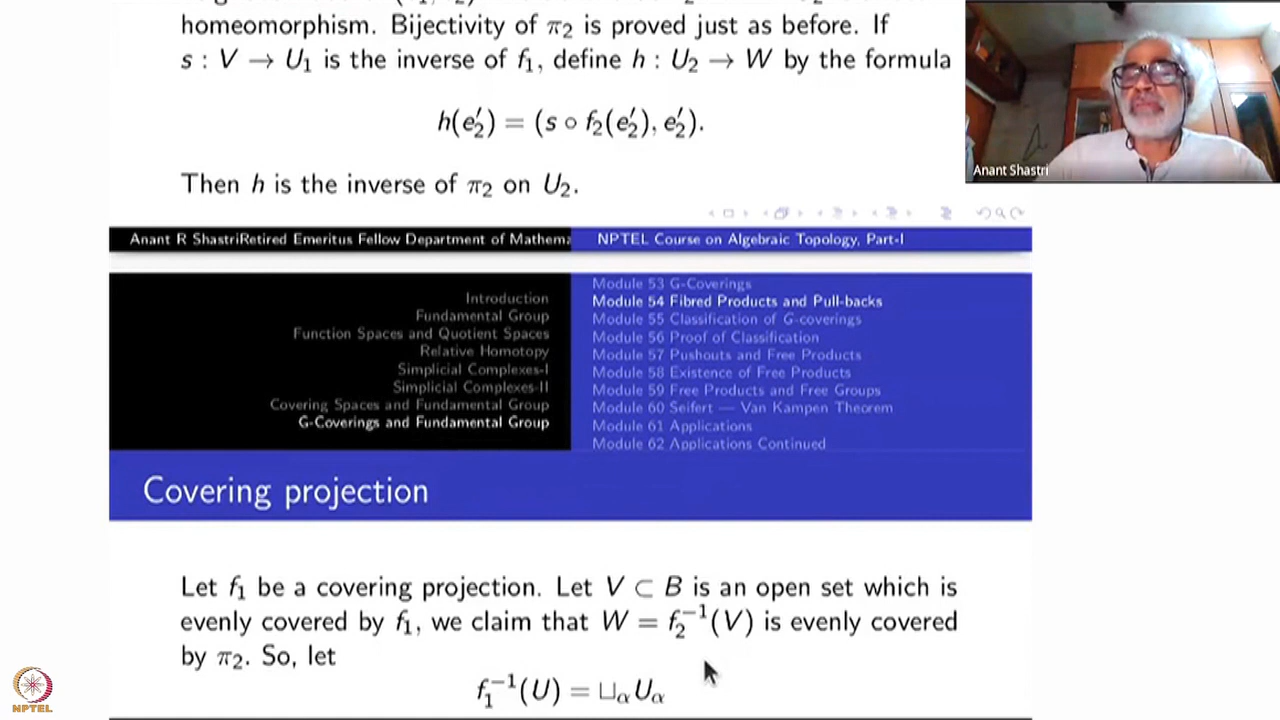 homeomorphism. Bijectivity of π₂ is proved just as before. If
s : V → U₁ is the inverse of f₁, define h : U₂ → W by the formula
h(e′₂) = (s ∘ f₂(e′₂), e′₂).
Then h is the inverse of π₂ on U₂.
Anant R ShastriRetired Emeritus Fellow Department of Mathema
NPTEL Course on Algebraic Topology, Part-I
Introduction
Fundamental Group
Function Spaces and Quotient Spaces
Relative Homotopy
Simplicial Complexes-I
Simplicial Complexes-II
Covering Spaces and Fundamental Group
G-Coverings and Fundamental Group
Module 53 G-Coverings
Module 54 Fibred Products and Pull-backs
Module 55 Classification of G-coverings
Module 56 Proof of Classification
Module 57 Pushouts and Free Products
Module 58 Existence of Free Products
Module 59 Free Products and Free Groups
Module 60 Seifert — Van Kampen Theorem
Module 61 Applications
Module 62 Applications Continued
Covering projection
Let f₁ be a covering projection. Let V ⊂ B is an open set which is
evenly covered by f₁, we claim that W = f₂⁻¹(V) is evenly covered
by π₂. So, let
f₁⁻¹(U) = ⊔αUα
Anant Shastri
NPTEL